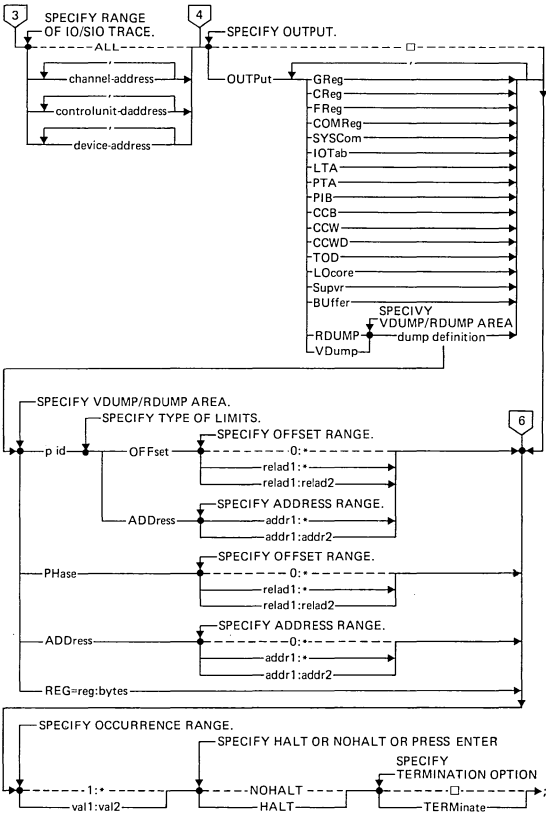 3
SPECIFY RANGE
OF IO/SIO TRACE.
ALL
,
channel-address
,
controlunit-daddress
,
device-address
4
SPECIFY OUTPUT.
OUTPut
,
GReg
CReg
FReg
COMReg
SYSCom
IOTab
LTA
PTA
PIB
CCB
CCW
CCWD
TOD
LOcore
Supvr
BUffer
SPECIVY
VDUMP/RDUMP AREA
RDUMP
dump definition
VDump
SPECIFY VDUMP/RDUMP AREA.
SPECIFY TYPE OF LIMITS.
6
p id
OFFset
SPECIFY OFFSET RANGE.
0:*
relad1:*
relad1:relad2
ADDress
SPECIFY ADDRESS RANGE.
addr1:*
addr1:addr2
PHase
SPECIFY OFFSET RANGE.
0:*
relad1:*
relad1:relad2
ADDress
SPECIFY ADDRESS RANGE.
0:*
addr1:*
addr1:addr2
REG=reg:bytes
SPECIFY OCCURRENCE RANGE.
1:*
val1:val2
SPECIFY HALT OR NOHALT OR PRESS ENTER
NOHALT
HALT
SPECIFY
TERMINATION OPTION
TERMinate
;